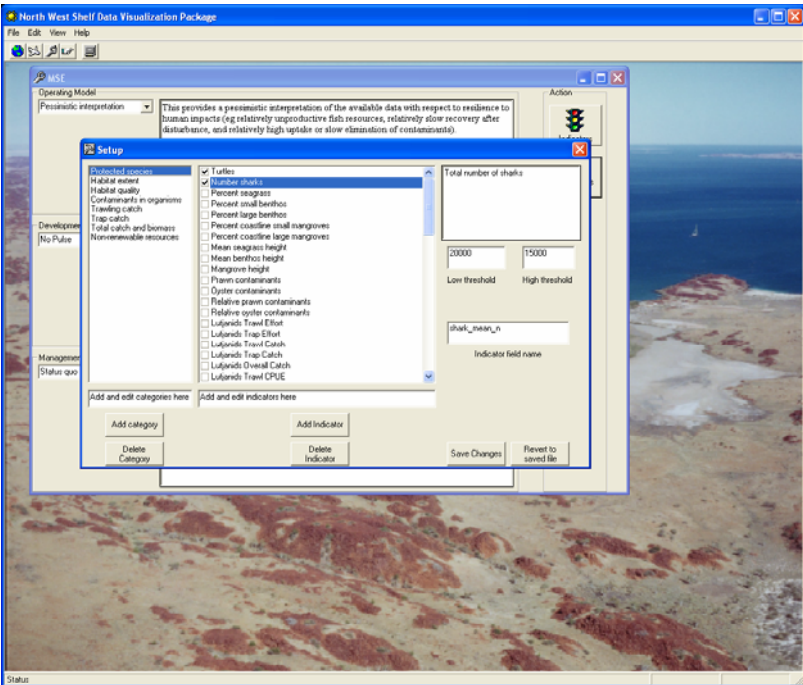 North West Shelf Data Visualization Package
File Edit View Help
MSE
Operating Model
Pessimistic interpretation
This provides a pessimistic interpretation of the available data with respect to resilience to
human impacts (eg relatively unproductive fish resources, relatively slow recovery after
disturbance, and relatively high uptake or slow elimination of contaminants).
Action
Setup
Protected species
Habitat extent
Habitat quality
Contaminants in organisms
Trawling catch
Trap catch
Total catch and biomass
Non-renewable resources
Turtles
Number sharks
Percent seagrass
Percent small benthos
Percent large benthos
Percent coastline small mangroves
Percent coastline large mangroves
Mean seagrass height
Mean benthos height
Mangrove height
Prawn contaminants
Oyster contaminants
Relative prawn contaminants
Relative oyster contaminants
Lutjanids Trawl Effort
Lutjanids Trap Effort
Lutjanids Trawl Catch
Lutjanids Trap Catch
Lutjanids Overall Catch
Lutjanids Trawl CPUE
Total number of sharks
20000 15000
Low threshold High threshold
shark_mean_n
Indicator field name
Developme
No Pulse
Managemer
Status quo
Add and edit categories here
Add and edit indicators here
Add category
Add Indicator
Delete
Category
Delete
Indicator
Save Changes
Revert to
saved file
Status